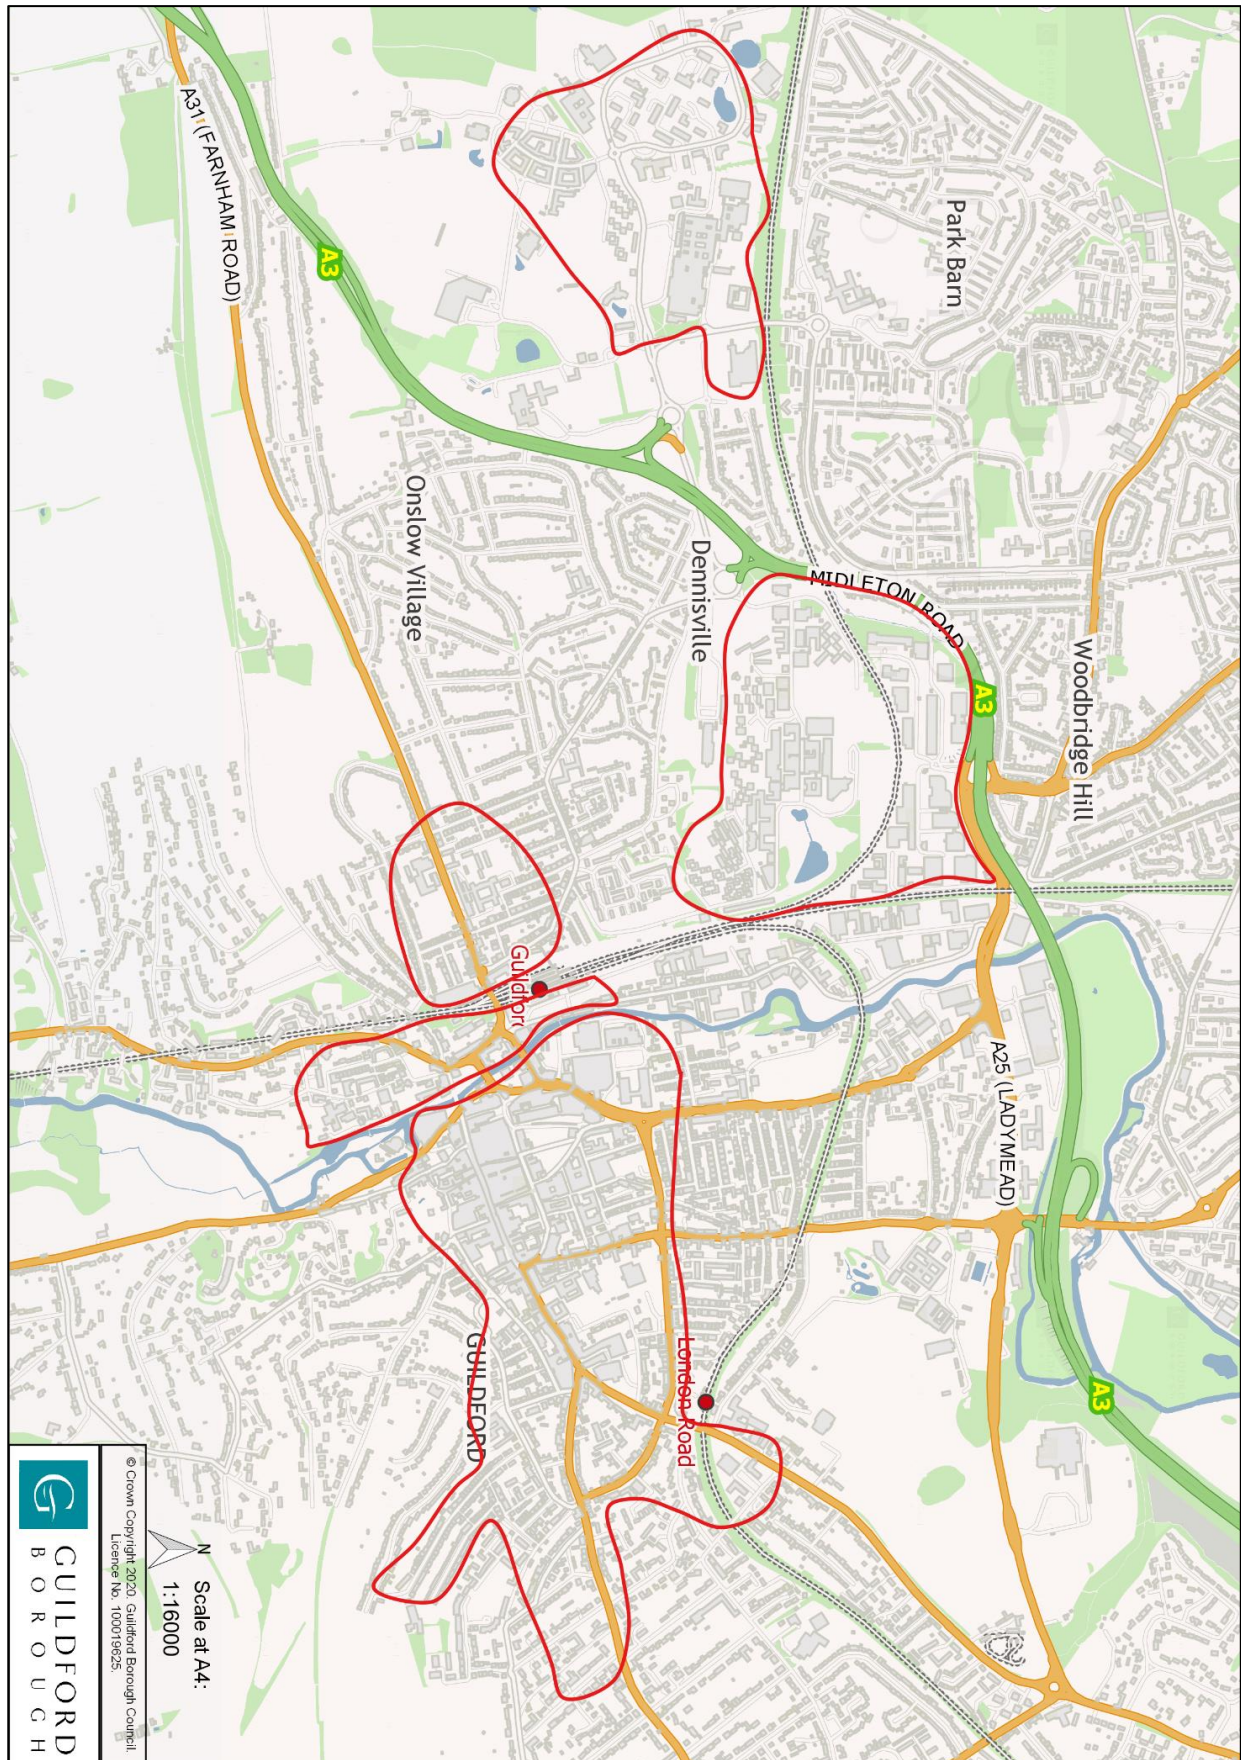 Park Barn
A31 (FARNHAM ROAD)
A3
Onslow Village
Dennisville
MIDLETON ROAD
A3
Woodbridge Hill
Guildford
A25 (LADYMEAD)
London Road
GUILDFORD
A3
N
Scale at A4:
1:16000
© Crown Copyright 2020. Guildford Borough Council.
Licence No. 100019625.
G
GUILDFORD
BOROUGH